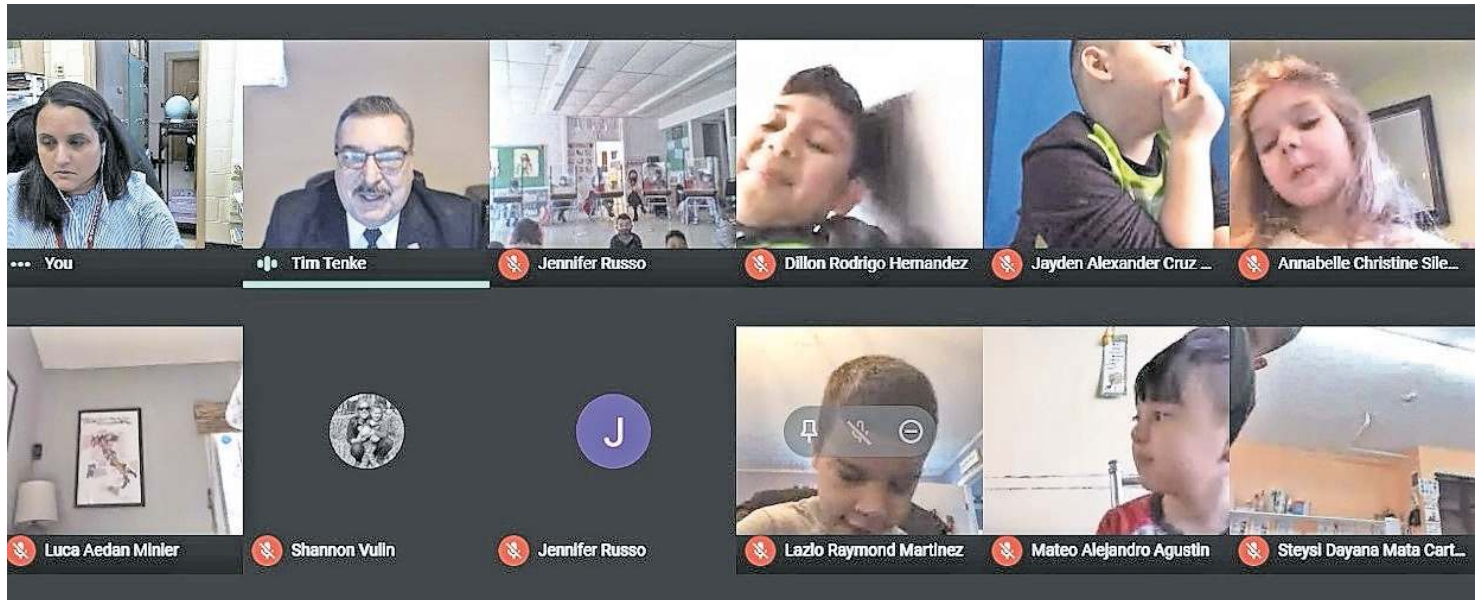 ••• You
Tim Tenke
Jennifer Russo
Dillon Rodrigo Hernandez
Jayden Alexander Cruz ...
Annabelle Christine Sile...
Luca Aedan Minier
Shannon Vulin
J
Jennifer Russo
Lazlo Raymond Martinez
Mateo Alejandro Agustin
Steysi Dayana Mata Cart...